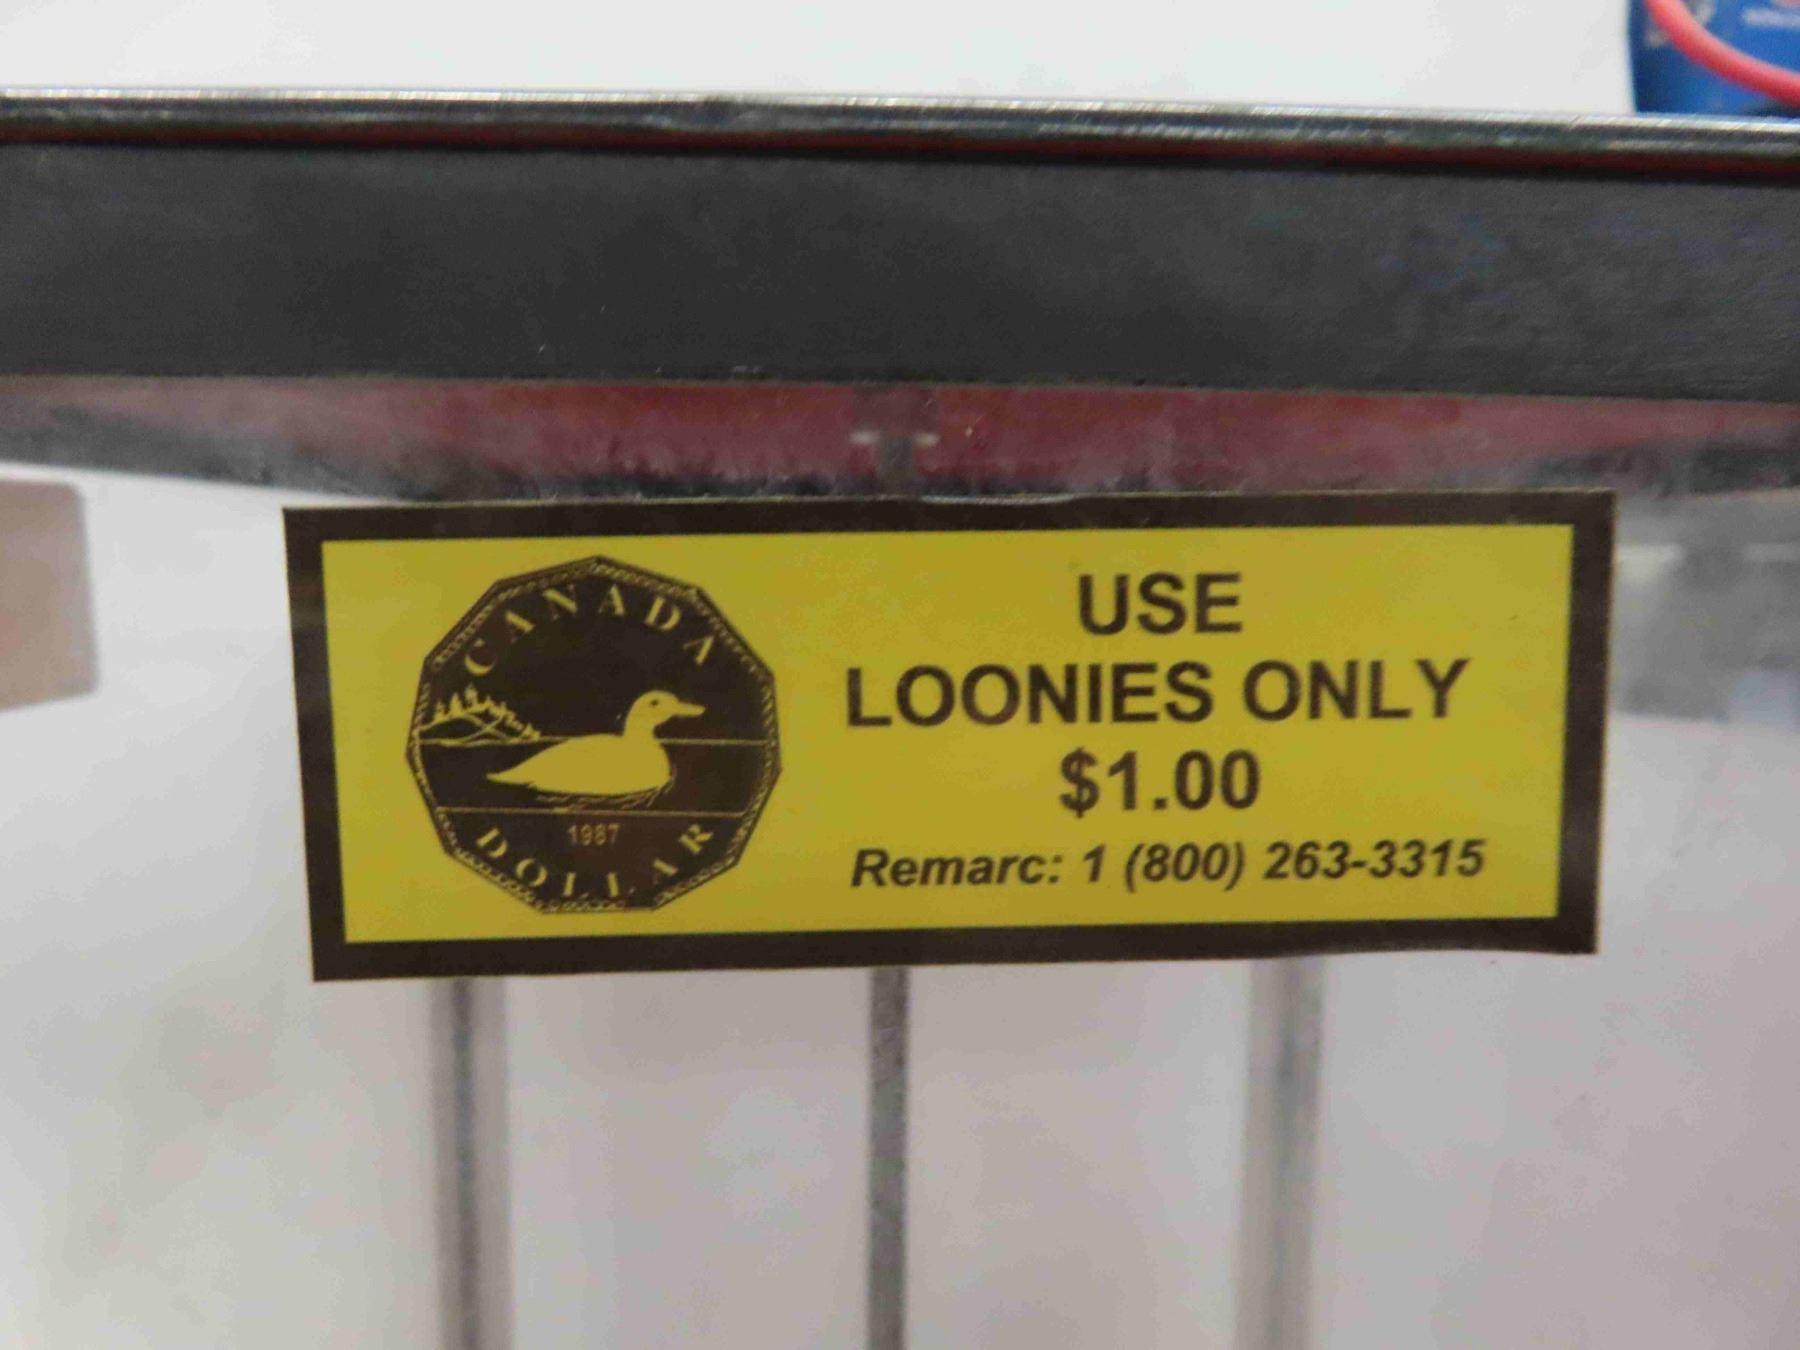 CANADA
1987
DOLLAR
USE
LOONIES ONLY
$1.00
Remarc: 1 (800) 263-3315